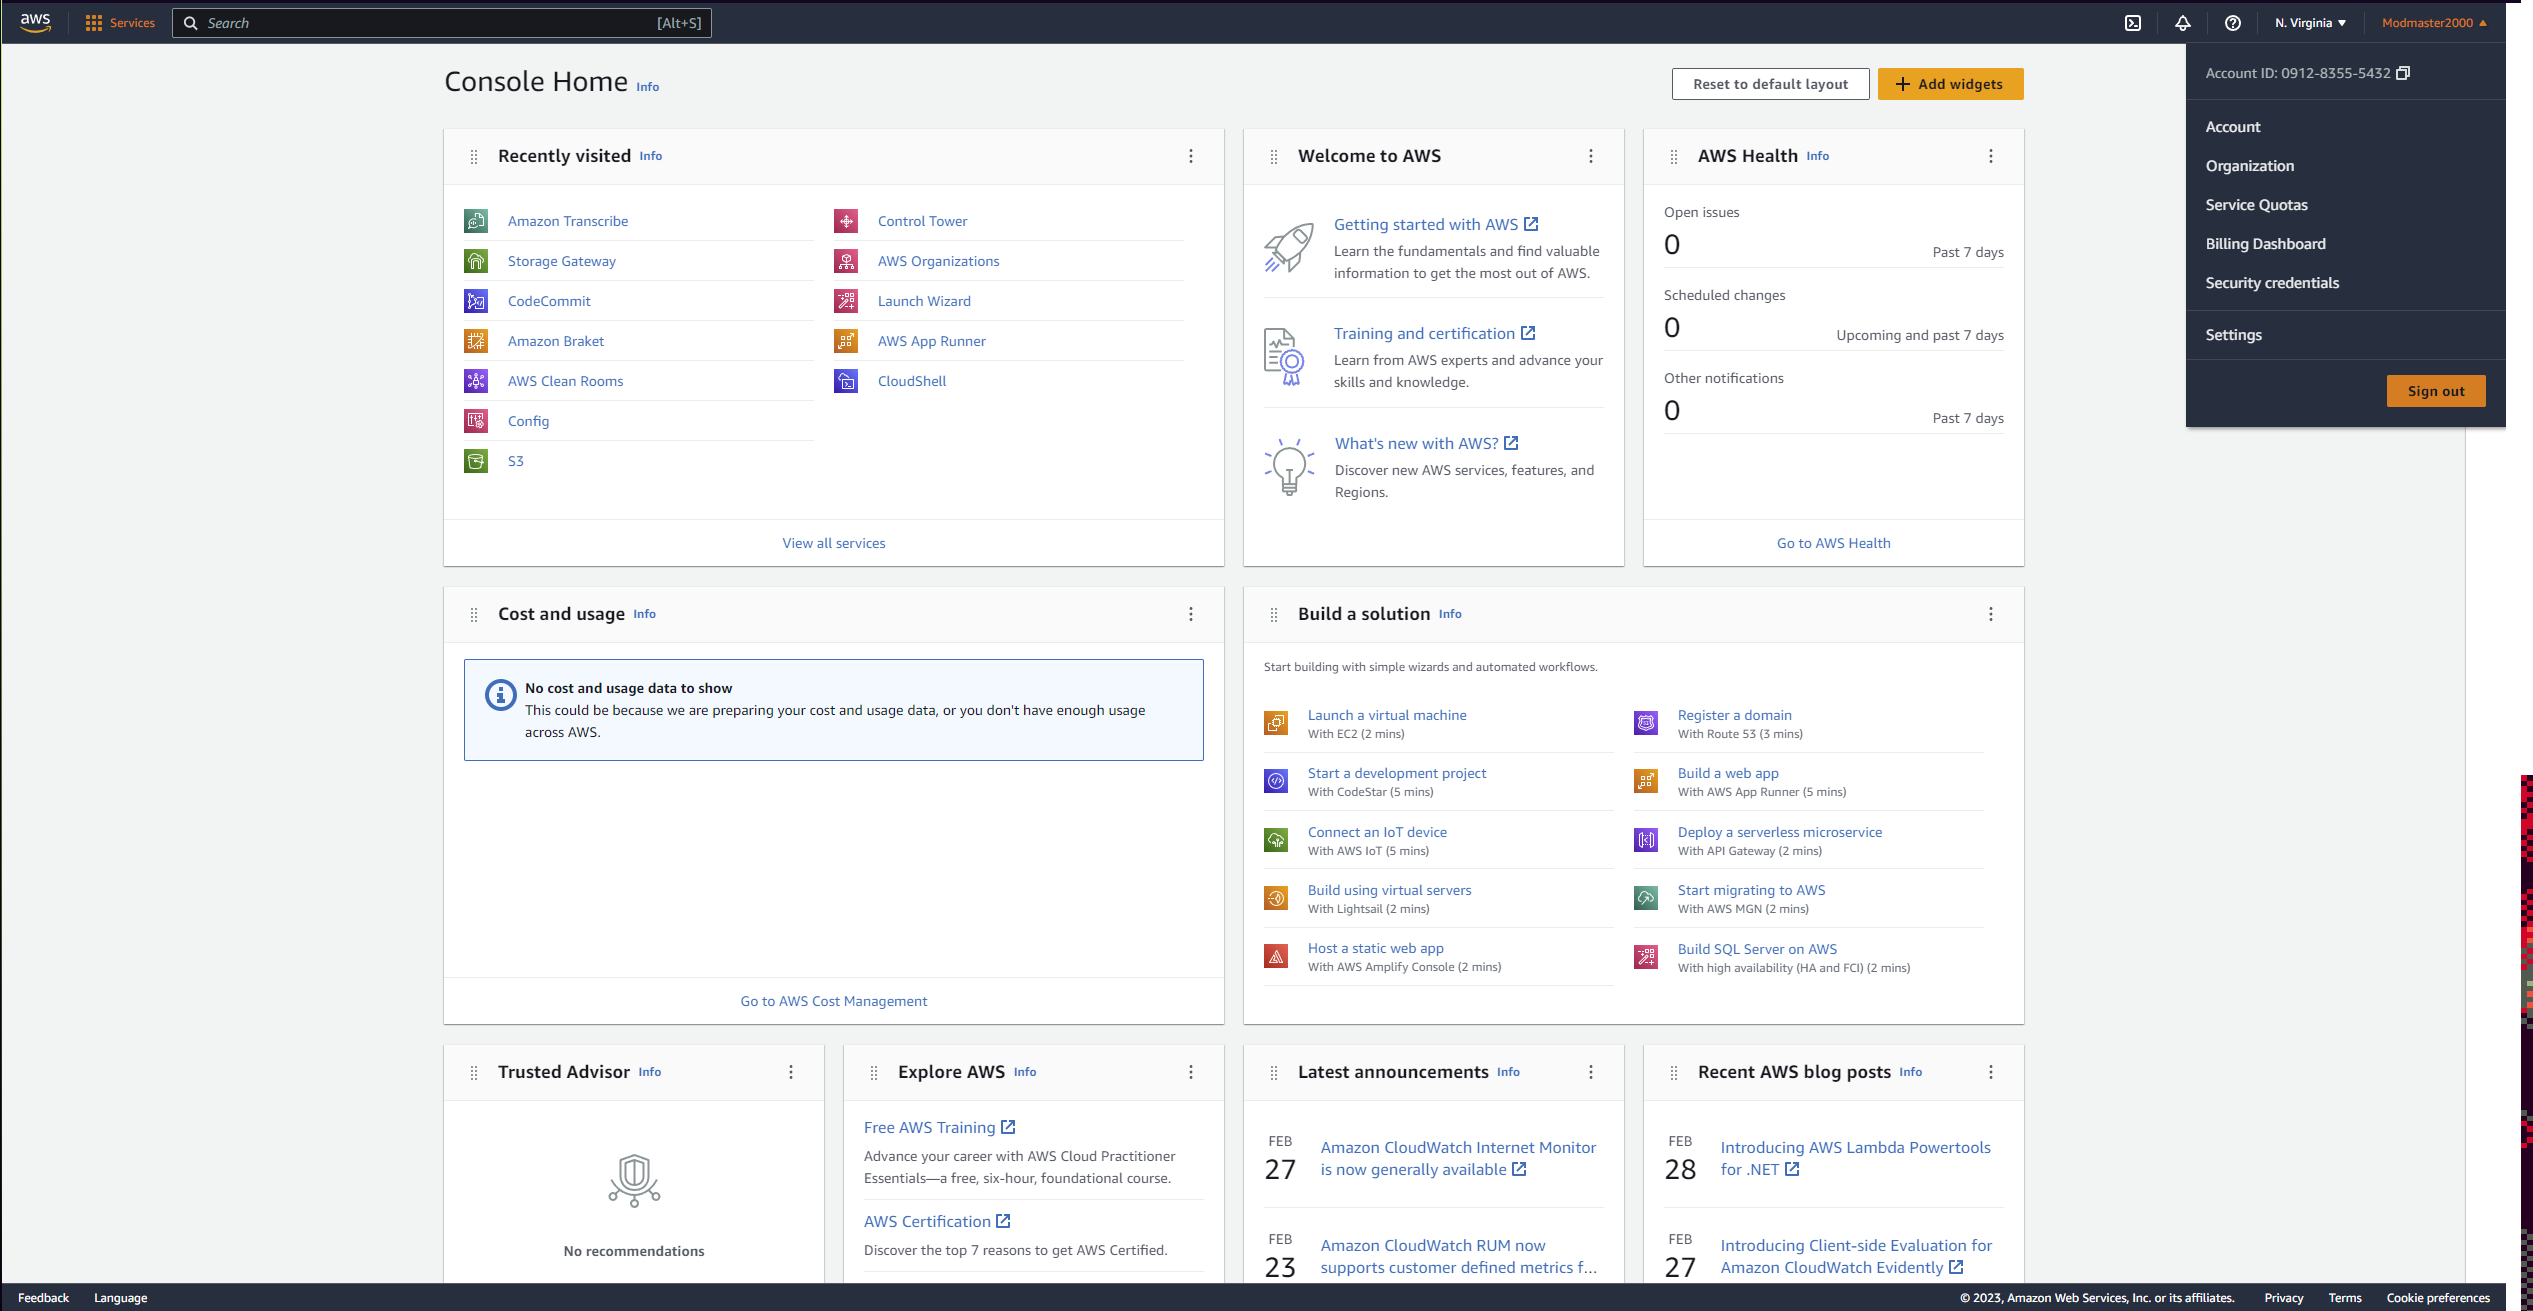 aws
Services
Search [Alt+S]
N. Virginia
Modmaster2000
Account ID: 0912-8355-5432
Account
Organization
Service Quotas
Billing Dashboard
Security credentials
Settings
Sign out
Console Home Info
Reset to default layout
Add widgets
Recently visited Info
Amazon Transcribe
Storage Gateway
CodeCommit
Amazon Braket
AWS Clean Rooms
Config
S3
Control Tower
AWS Organizations
Launch Wizard
AWS App Runner
CloudShell
View all services
Welcome to AWS
Getting started with AWS
Learn the fundamentals and find valuable
information to get the most out of AWS.
Training and certification
Learn from AWS experts and advance your
skills and knowledge.
What's new with AWS?
Discover new AWS services, features, and
Regions.
AWS Health Info
Open issues
0 Past 7 days
Scheduled changes
0 Upcoming and past 7 days
Other notifications
0 Past 7 days
Go to AWS Health
Cost and usage Info
No cost and usage data to show
This could be because we are preparing your cost and usage data, or you don't have enough usage
across AWS.
Go to AWS Cost Management
Build a solution Info
Start building with simple wizards and automated workflows.
Launch a virtual machine
With EC2 (2 mins)
Start a development project
With CodeStar (5 mins)
Connect an IoT device
With AWS IoT (5 mins)
Build using virtual servers
With Lightsail (2 mins)
Host a static web app
With AWS Amplify Console (2 mins)
Register a domain
With Route 53 (3 mins)
Build a web app
With AWS App Runner (5 mins)
Deploy a serverless microservice
With API Gateway (2 mins)
Start migrating to AWS
With AWS MGN (2 mins)
Build SQL Server on AWS
With high availability (HA and FCI) (2 mins)
Trusted Advisor Info
No recommendations
Explore AWS Info
Free AWS Training
Advance your career with AWS Cloud Practitioner
Essentials—a free, six-hour, foundational course.
AWS Certification
Discover the top 7 reasons to get AWS Certified.
Latest announcements Info
FEB
27
Amazon CloudWatch Internet Monitor
is now generally available
FEB
23
Amazon CloudWatch RUM now
supports customer defined metrics f...
Recent AWS blog posts Info
FEB
28
Introducing AWS Lambda Powertools
for .NET
FEB
27
Introducing Client-side Evaluation for
Amazon CloudWatch Evidently
Feedback
Language
© 2023, Amazon Web Services, Inc. or its affiliates.
Privacy
Terms
Cookie preferences